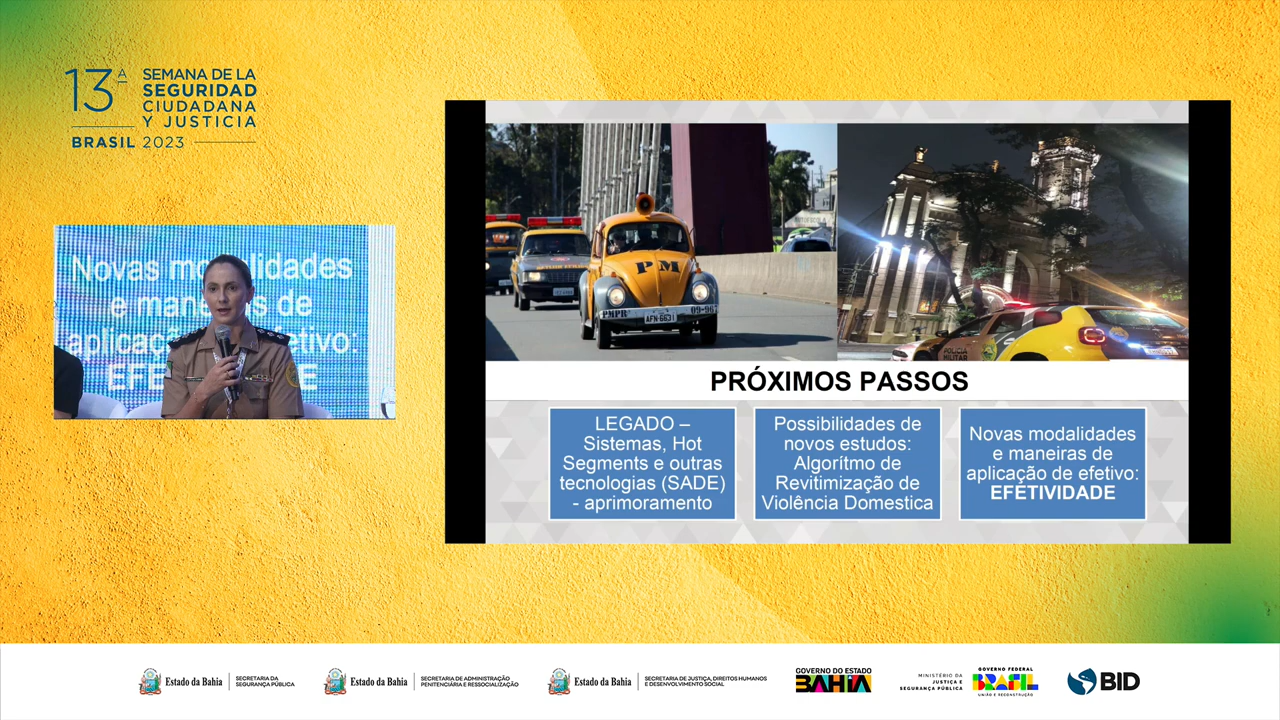 13ª
SEMANA DE LA
SEGURIDAD
CIUDADANA
Y JUSTICIA
BRASIL 2023
Novas modalidades
e maneiras de
PM
PMPR
09-96
AFN-6631
POLÍCIA
MILITAR
PRÓXIMOS PASSOS
LEGADO –
Sistemas, Hot
Segments e outras
tecnologias (SADE)
- aprimoramento
Possibilidades de
novos estudos:
Algorítmo de
Revitimização de
Violência Domestica
Novas modalidades
e maneiras de
aplicação de efetivo:
EFETIVIDADE
Estado da Bahia
SECRETARIA DA
SEGURANÇA PÚBLICA
Estado da Bahia
SECRETARIA DE ADMINISTRAÇÃO
PENITENCIÁRIA E RESSOCIALIZAÇÃO
Estado da Bahia
SECRETARIA DE JUSTIÇA, DIREITOS HUMANOS
E DESENVOLVIMENTO SOCIAL
GOVERNO DO ESTADO
BAHIA
MINISTÉRIO DA
JUSTIÇA E
SEGURANÇA PÚBLICA
GOVERNO FEDERAL
BRASIL
UNIÃO E RECONSTRUÇÃO
BID